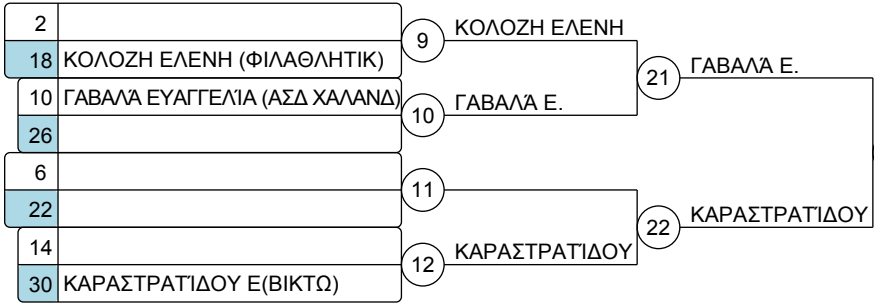 2
9 ΚΟΛΟΖΗ ΕΛΕΝΗ
18 ΚΟΛΟΖΗ ΕΛΕΝΗ (ΦΙΛΑΘΛΗΤΙΚ)
21 ΓΑΒΑΛΆ Ε.
10 ΓΑΒΑΛΆ ΕΥΑΓΓΕΛΊΑ (ΑΣΔ ΧΑΛΑΝΔ)
10 ΓΑΒΑΛΆ Ε.
26
6
11
22
22 ΚΑΡΑΣΤΡΑΤΊΔΟΥ
14
12 ΚΑΡΑΣΤΡΑΤΊΔΟΥ
30 ΚΑΡΑΣΤΡΑΤΊΔΟΥ Ε(ΒΙΚΤΩ)